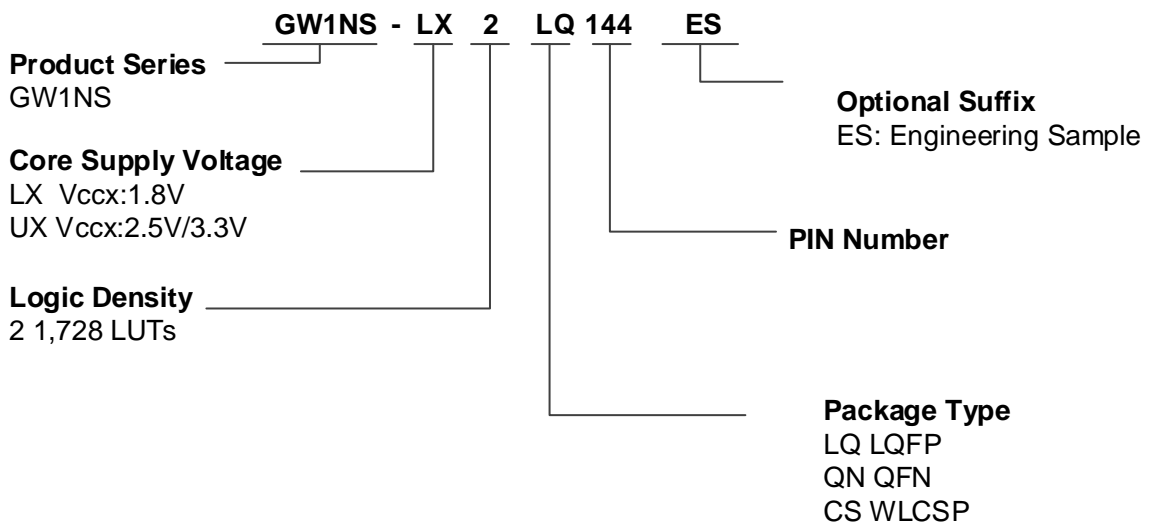 GW1NS - LX 2 LQ 144 ES
Product Series
GW1NS
Optional Suffix
ES: Engineering Sample
Core Supply Voltage
LX Vccx:1.8V
UX Vccx:2.5V/3.3V
PIN Number
Logic Density
2 1,728 LUTs
Package Type
LQ LQFP
QN QFN
CS WLCSP